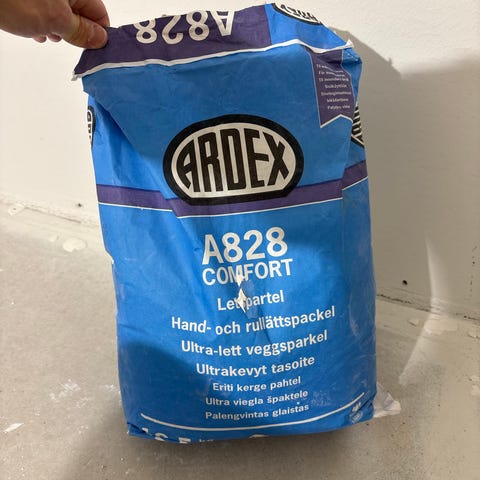 A828
ARDEX
A828
COMFORT
Hand- och rullättspackel
Ultra-lett veggsparkel
Ultrakevyt tasoite
Eriti kerge pahtel
Ultra viegla špaktele
Palengvintas glaistas